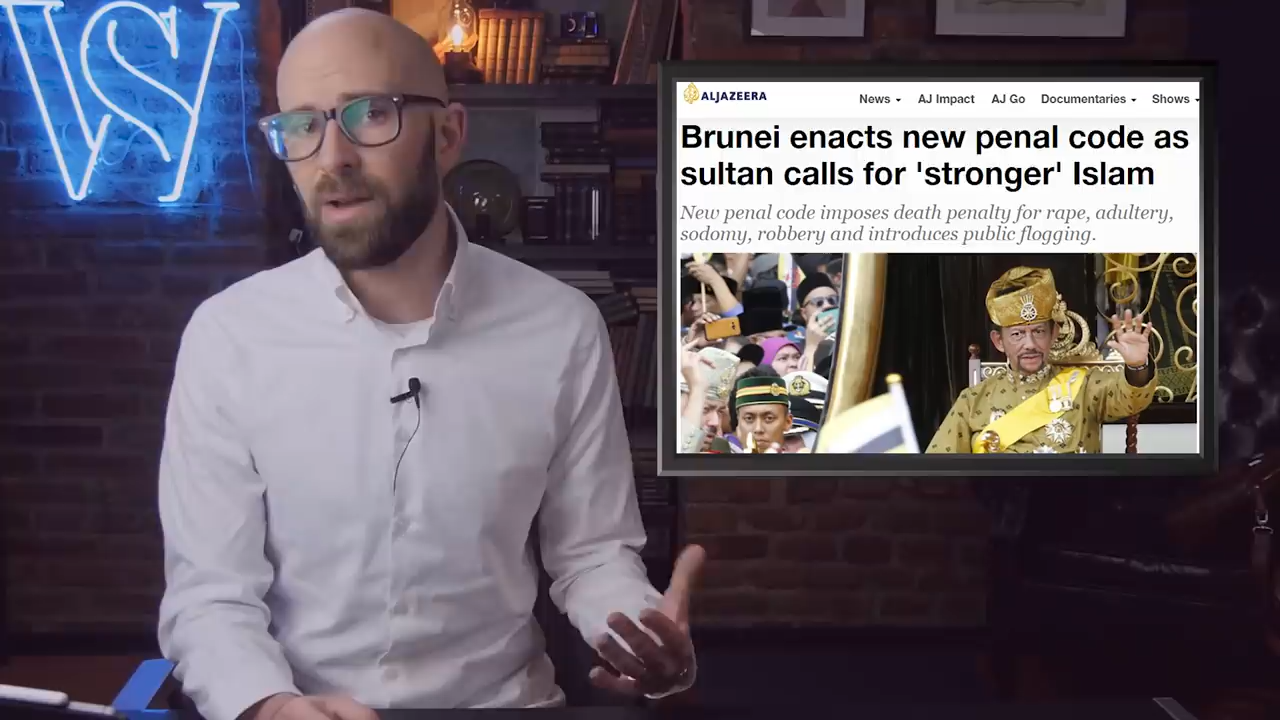 WS
ALJAZEERA
News AJ Impact AJ Go Documentaries Shows
Brunei enacts new penal code as
sultan calls for 'stronger' Islam
New penal code imposes death penalty for rape, adultery,
sodomy, robbery and introduces public flogging.